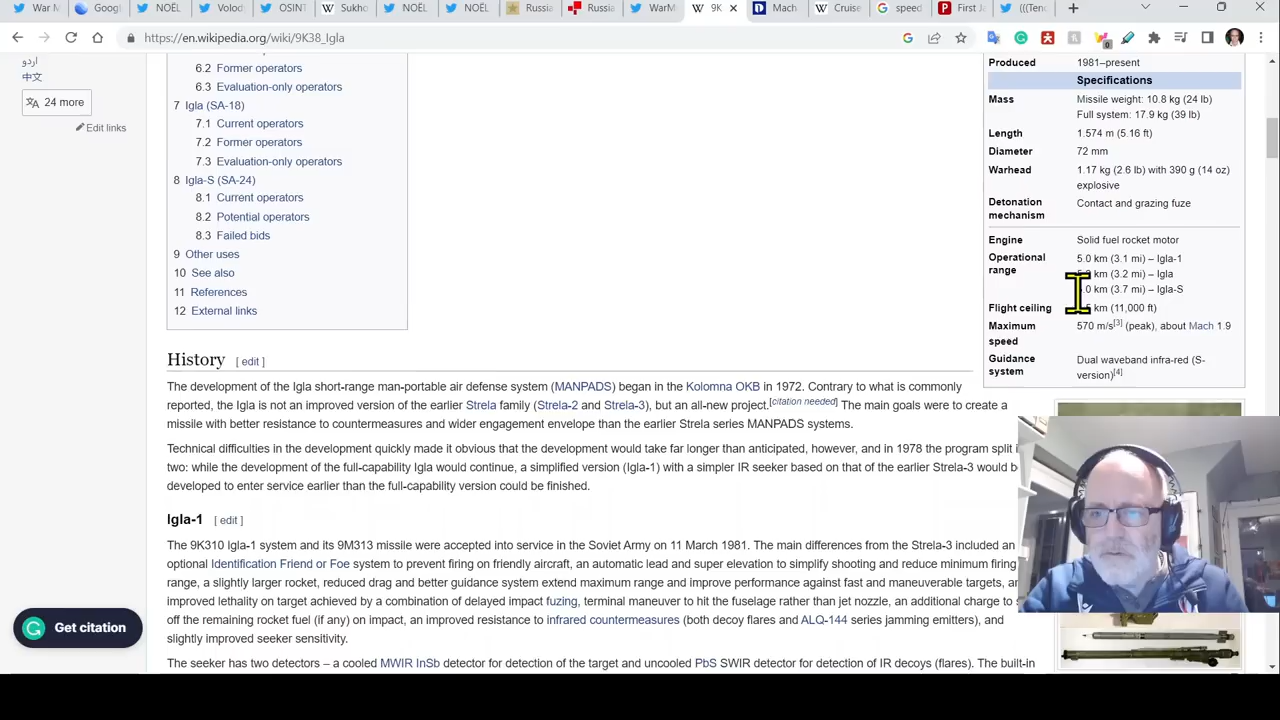 War M
Googl
NOËL
Volod
OSINT
Sukho
NOËL
NOËL
Russia
Russia
WarM
9K
Mach
Cruise
speed
First Ja
(((Tend
https://en.wikipedia.org/wiki/9K38_Igla
0
اردو
中文
24 more
Edit links
6.2 Former operators
6.3 Evaluation-only operators
7 Igla (SA-18)
7.1 Current operators
7.2 Former operators
7.3 Evaluation-only operators
8 Igla-S (SA-24)
8.1 Current operators
8.2 Potential operators
8.3 Failed bids
9 Other uses
10 See also
11 References
12 External links
Produced 1981–present
Specifications
Mass Missile weight: 10.8 kg (24 lb)
Full system: 17.9 kg (39 lb)
Length 1.574 m (5.16 ft)
Diameter 72 mm
Warhead 1.17 kg (2.6 lb) with 390 g (14 oz)
explosive
Detonation mechanism Contact and grazing fuze
Engine Solid fuel rocket motor
Operational range 5.0 km (3.1 mi) – Igla-1
km (3.2 mi) – Igla
.0 km (3.7 mi) – Igla-S
Flight ceiling km (11,000 ft)
Maximum speed 570 m/s[3] (peak), about Mach 1.9
Guidance system Dual waveband infra-red (S-
version)[4]
History [ edit ]
The development of the Igla short-range man-portable air defense system (MANPADS) began in the Kolomna OKB in 1972. Contrary to what is commonly
reported, the Igla is not an improved version of the earlier Strela family (Strela-2 and Strela-3), but an all-new project.[citation needed] The main goals were to create a
missile with better resistance to countermeasures and wider engagement envelope than the earlier Strela series MANPADS systems.
Technical difficulties in the development quickly made it obvious that the development would take far longer than anticipated, however, and in 1978 the program split i
two: while the development of the full-capability Igla would continue, a simplified version (Igla-1) with a simpler IR seeker based on that of the earlier Strela-3 would b
developed to enter service earlier than the full-capability version could be finished.
Igla-1 [ edit ]
The 9K310 Igla-1 system and its 9M313 missile were accepted into service in the Soviet Army on 11 March 1981. The main differences from the Strela-3 included an
optional Identification Friend or Foe system to prevent firing on friendly aircraft, an automatic lead and super elevation to simplify shooting and reduce minimum firing
range, a slightly larger rocket, reduced drag and better guidance system extend maximum range and improve performance against fast and maneuverable targets, an
improved lethality on target achieved by a combination of delayed impact fuzing, terminal maneuver to hit the fuselage rather than jet nozzle, an additional charge to s
off the remaining rocket fuel (if any) on impact, an improved resistance to infrared countermeasures (both decoy flares and ALQ-144 series jamming emitters), and
slightly improved seeker sensitivity.
The seeker has two detectors – a cooled MWIR InSb detector for detection of the target and uncooled PbS SWIR detector for detection of IR decoys (flares). The built-in
Get citation